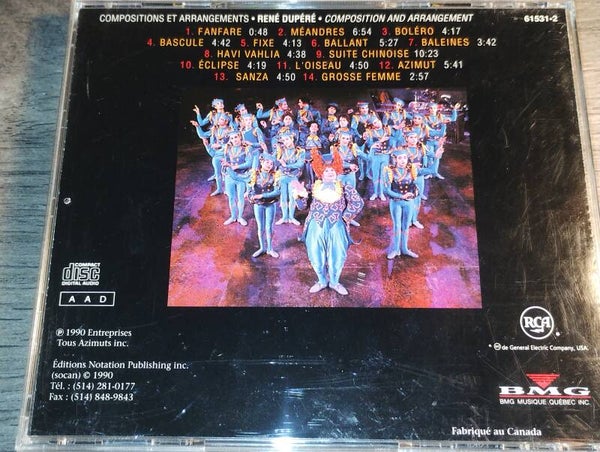 COMPOSITIONS ET ARRANGEMENTS • RENÉ DUPÉRÉ • COMPOSITION AND ARRANGEMENT 61531-2
1. FANFARE 0:48 2. MÉANDRES 6:54 3. BOLÉRO 4:17
4. BASCULE 4:42 5. FIXE 4:13 6. BALLANT 5:27 7. BALEINES 3:42
8. HAVI VAHLIA 4:38 9. SUITE CHINOISE 10:23
10. ÉCLIPSE 4:19 11. L'OISEAU 4:50 12. AZIMUT 5:41
13. SANZA 4:50 14. GROSSE FEMME 2:57
COMPACT
disc
DIGITAL AUDIO
A A D
℗ 1990 Entreprises
Tous Azimuts inc.
Éditions Notation Publishing inc.
(socan) © 1990
Tél. : (514) 281-0177
Fax : (514) 848-9843
RCA
* ® de General Electric Company, USA.
BMG
BMG MUSIQUE QUÉBEC INC.
Fabriqué au Canada